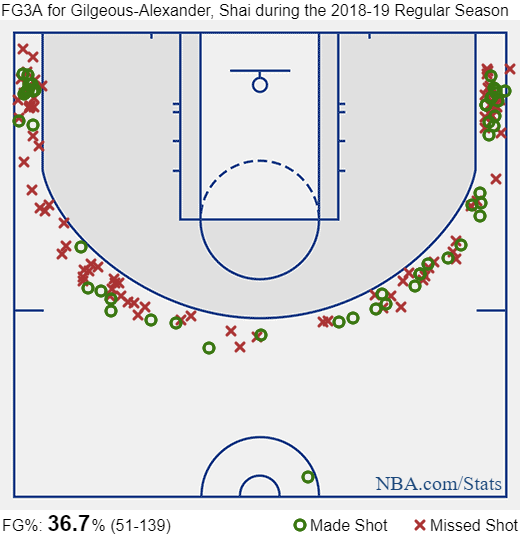 FG3A for Gilgeous-Alexander, Shai during the 2018-19 Regular Season
NBA.com/Stats
FG%: 36.7% (51-139) Made Shot Missed Shot